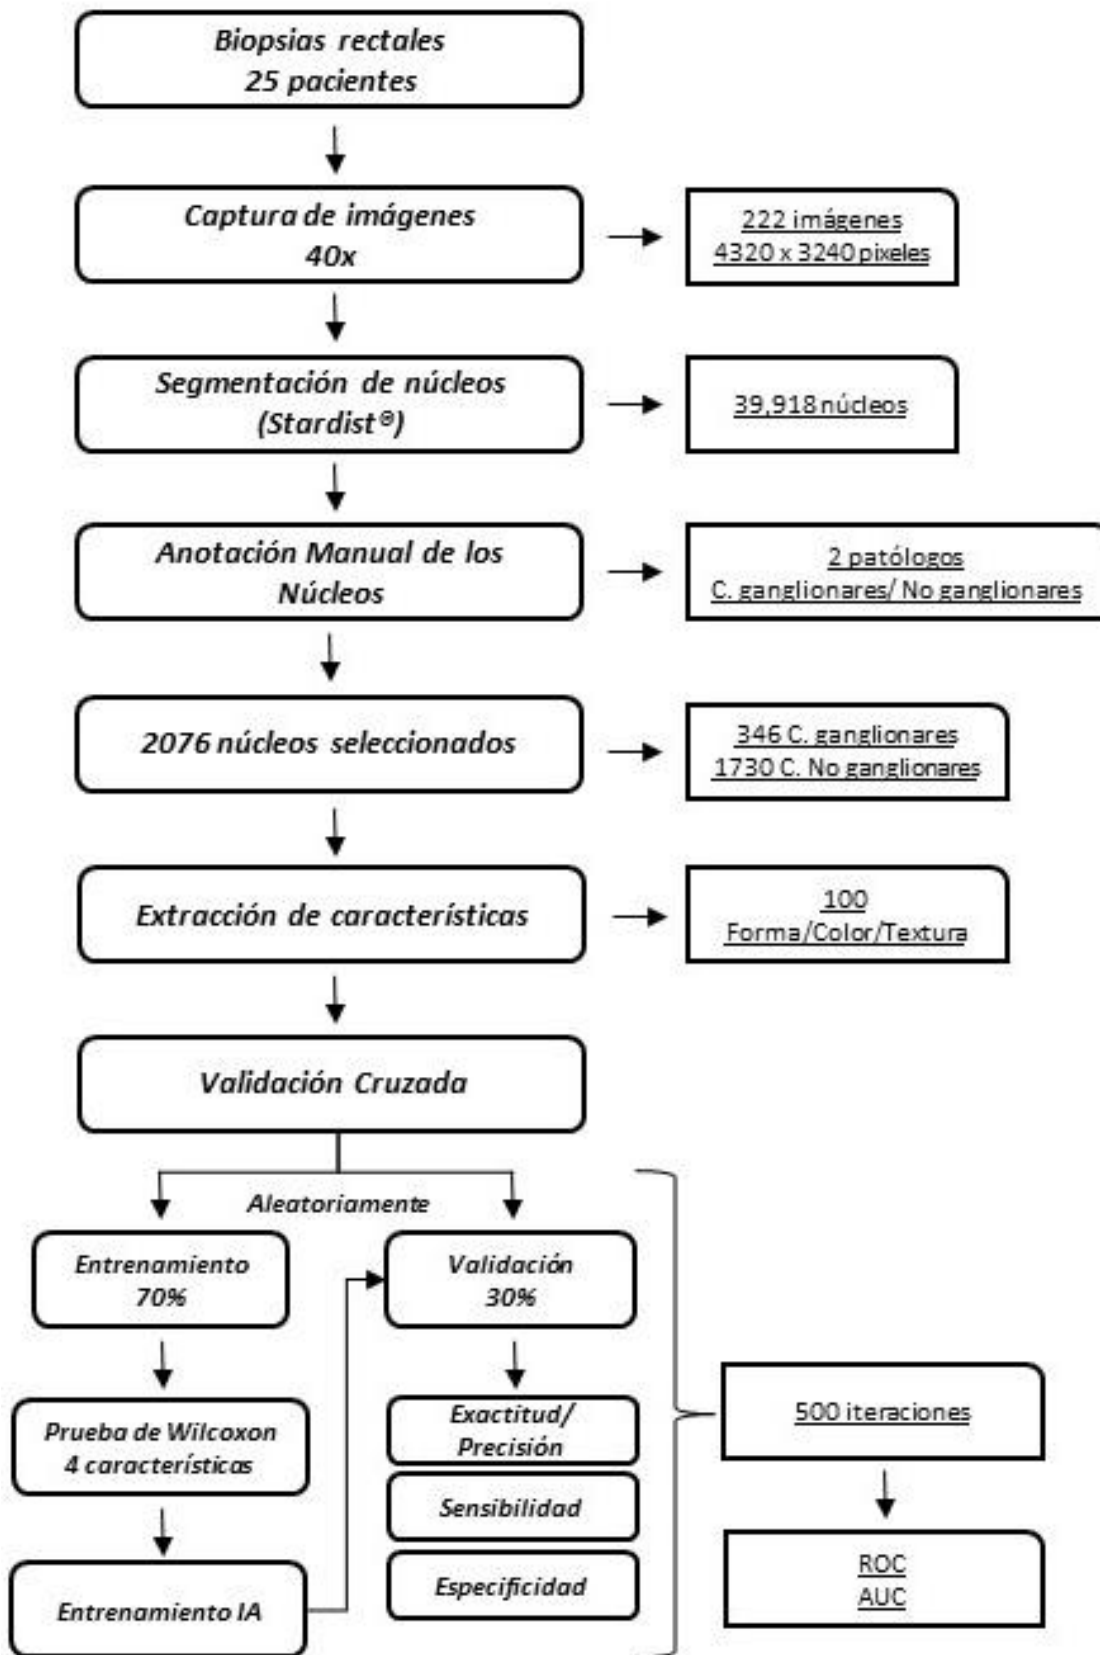 Biopsias rectales
25 pacientes
Captura de imágenes
40x
222 imágenes
4320 x 3240 pixeles
Segmentación de núcleos
(Stardist®)
39,918 núcleos
Anotación Manual de los
Núcleos
2 patólogos
C. ganglionares/ No ganglionares
2076 núcleos seleccionados
346 C. ganglionares
1730 C. No ganglionares
Extracción de características
100
Forma/Color/Textura
Validación Cruzada
Aleatoriamente
Entrenamiento
70%
Validación
30%
Prueba de Wilcoxon
4 características
Exactitud/
Precisión
Sensibilidad
Especificidad
Entrenamiento IA
500 iteraciones
ROC
AUC